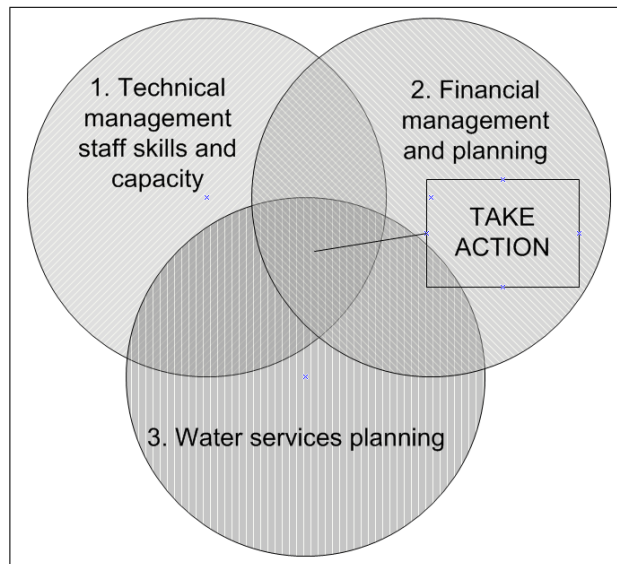 1. Technical
management
staff skills and
capacity
2. Financial
management
and planning
TAKE
ACTION
3. Water services planning